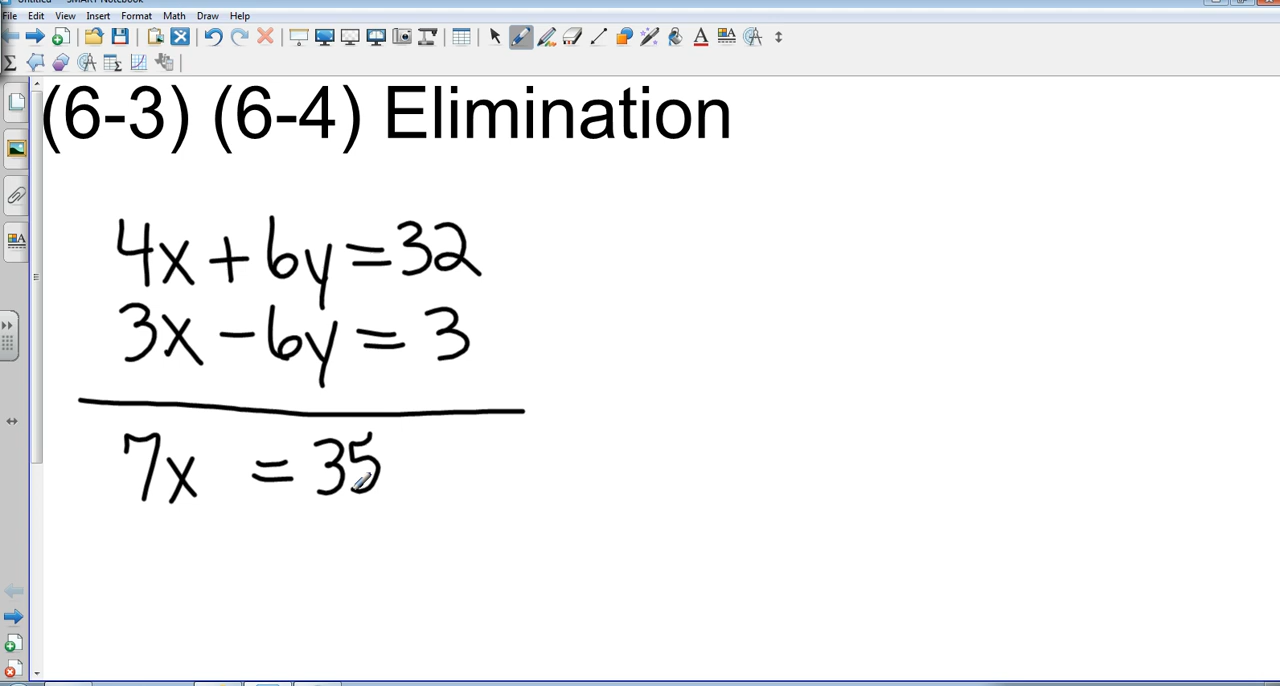 File Edit View Insert Format Math Draw Help
(6-3) (6-4) Elimination
4x + 6y = 32
3x - 6y = 3
7x = 35